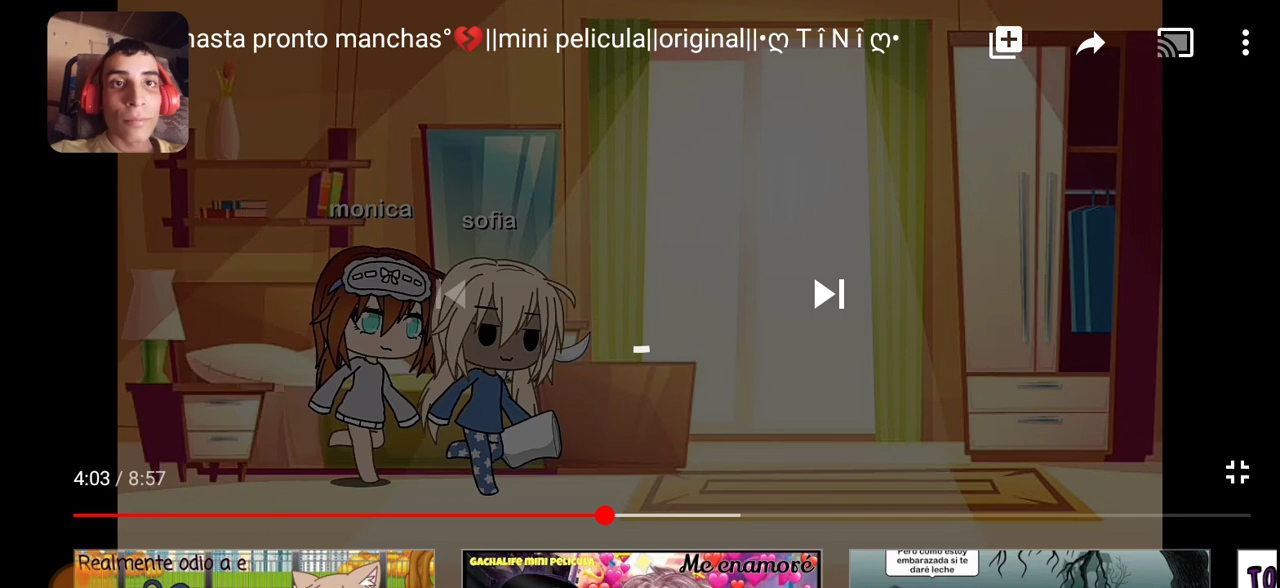 hasta pronto manchas°💔||mini pelicula||original||•ღ T î N î ღ•
monica
sofia
4:03 / 8:57
Realmente odio a e
GACHALIFE MINI PELICULA
Me enamoré
Pero como estoy
embarazada si te
daré leche